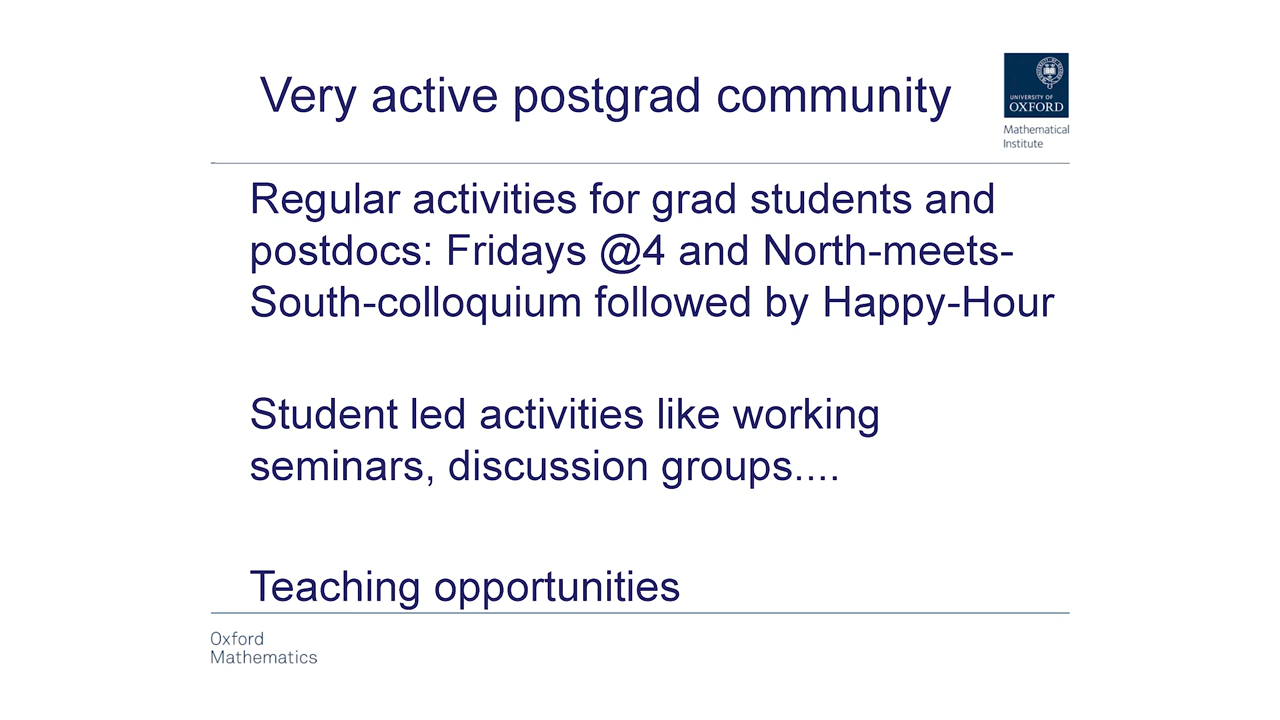 Very active postgrad community
UNIVERSITY OF
OXFORD
Mathematical
Institute
Regular activities for grad students and
postdocs: Fridays @4 and North-meets-
South-colloquium followed by Happy-Hour
Student led activities like working
seminars, discussion groups....
Teaching opportunities
Oxford
Mathematics